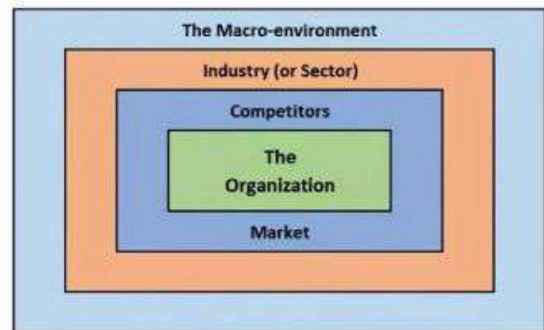 The Macro-environment
Industry (or Sector)
Competitors
The
Organization
Market